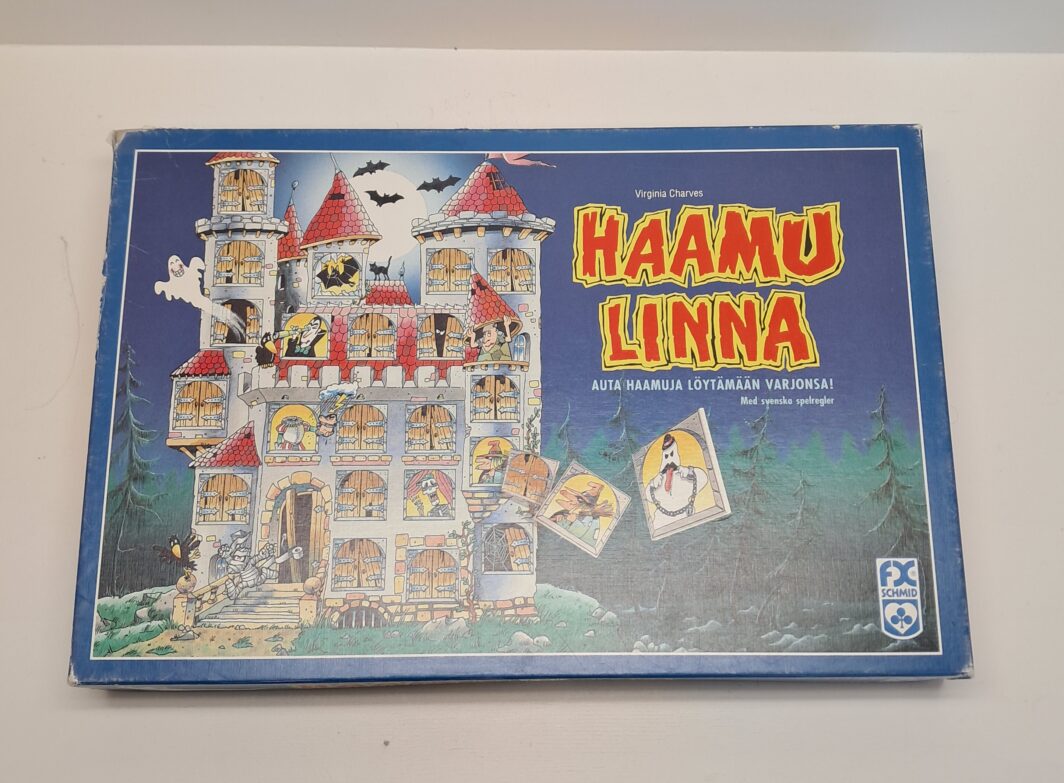 Virginia Charves
HAAMU
LINNA
AUTA HAAMUJA LÖYTÄMÄÄN VARJONSA!
Med svenska spelregler
FX
SCHMID